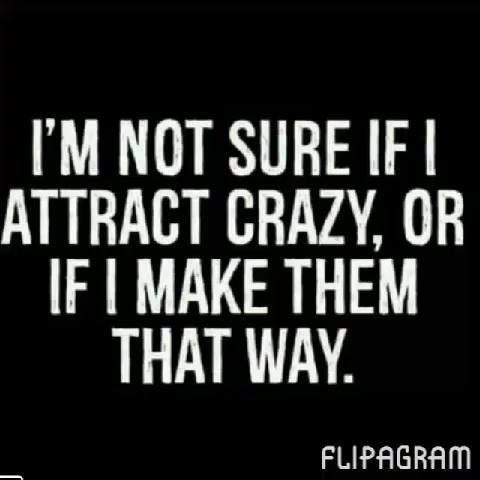 I'M NOT SURE IF I
ATTRACT CRAZY, OR
IF I MAKE THEM
THAT WAY.
FLIPAGRAM